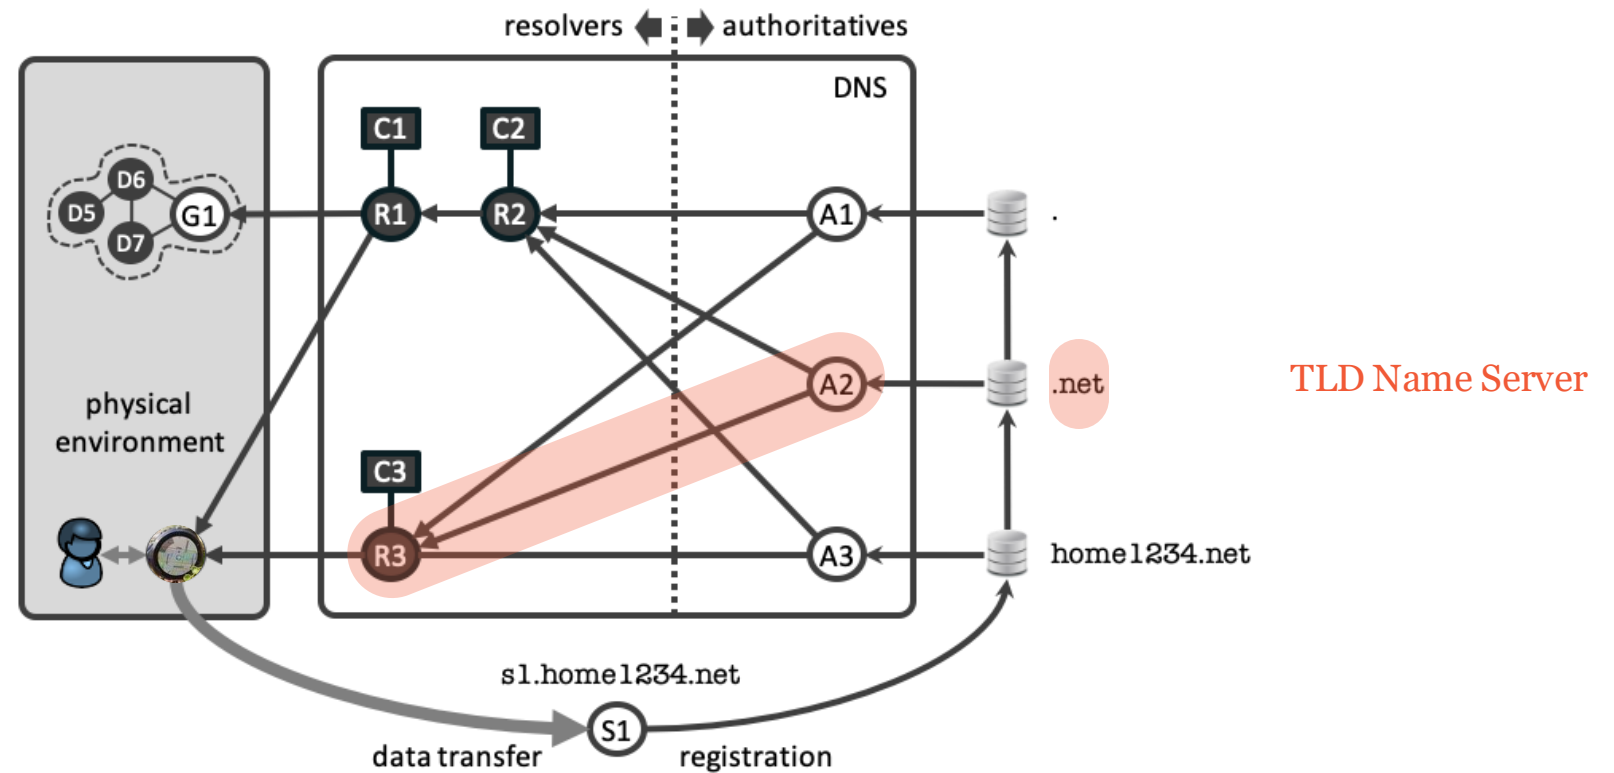 resolvers
authoritatives
DNS
C1
C2
D6
D5
G1
D7
R1
R2
A1
.
physical
environment
A2
.net
TLD Name Server
C3
R3
A3
home1234.net
s1.home1234.net
S1
data transfer
registration